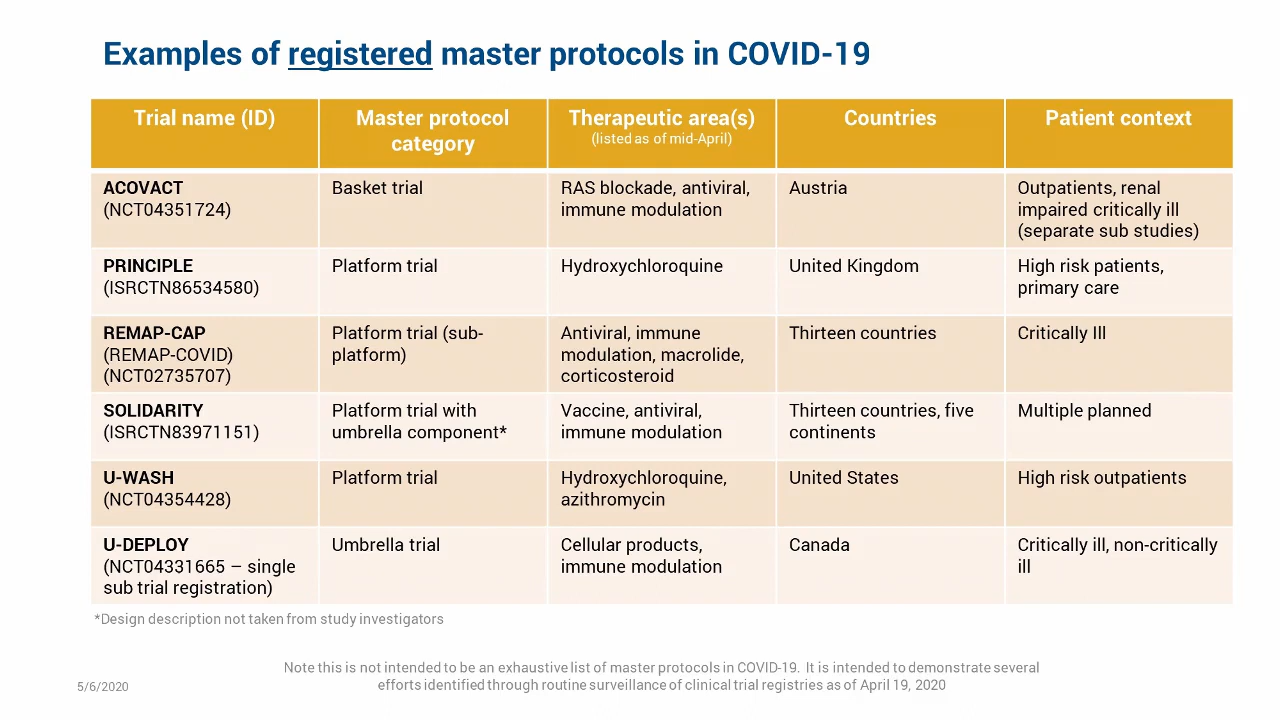 Examples of registered master protocols in COVID-19
Trial name (ID)
Master protocol
category
Therapeutic area(s)
(listed as of mid-April)
Countries
Patient context
ACOVACT
(NCT04351724)
Basket trial
RAS blockade, antiviral,
immune modulation
Austria
Outpatients, renal
impaired critically ill
(separate sub studies)
PRINCIPLE
(ISRCTN86534580)
Platform trial
Hydroxychloroquine
United Kingdom
High risk patients,
primary care
REMAP-CAP
(REMAP-COVID)
(NCT02735707)
Platform trial (sub-
platform)
Antiviral, immune
modulation, macrolide,
corticosteroid
Thirteen countries
Critically Ill
SOLIDARITY
(ISRCTN83971151)
Platform trial with
umbrella component*
Vaccine, antiviral,
immune modulation
Thirteen countries, five
continents
Multiple planned
U-WASH
(NCT04354428)
Platform trial
Hydroxychloroquine,
azithromycin
United States
High risk outpatients
U-DEPLOY
(NCT04331665 – single
sub trial registration)
Umbrella trial
Cellular products,
immune modulation
Canada
Critically ill, non-critically
ill
*Design description not taken from study investigators
Note this is not intended to be an exhaustive list of master protocols in COVID-19. It is intended to demonstrate several
efforts identified through routine surveillance of clinical trial registries as of April 19, 2020
5/6/2020